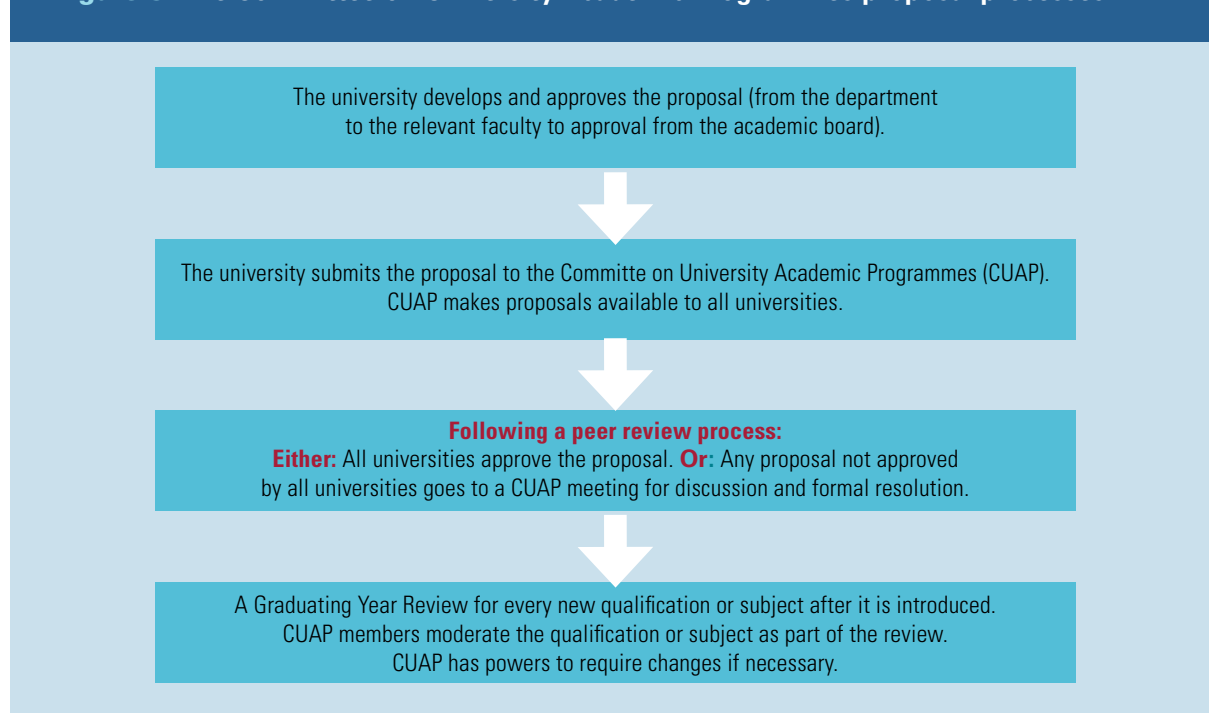 The university develops and approves the proposal (from the department
to the relevant faculty to approval from the academic board).
The university submits the proposal to the Committe on University Academic Programmes (CUAP).
CUAP makes proposals available to all universities.
Following a peer review process:
Either: All universities approve the proposal. Or: Any proposal not approved
by all universities goes to a CUAP meeting for discussion and formal resolution.
A Graduating Year Review for every new qualification or subject after it is introduced.
CUAP members moderate the qualification or subject as part of the review.
CUAP has powers to require changes if necessary.